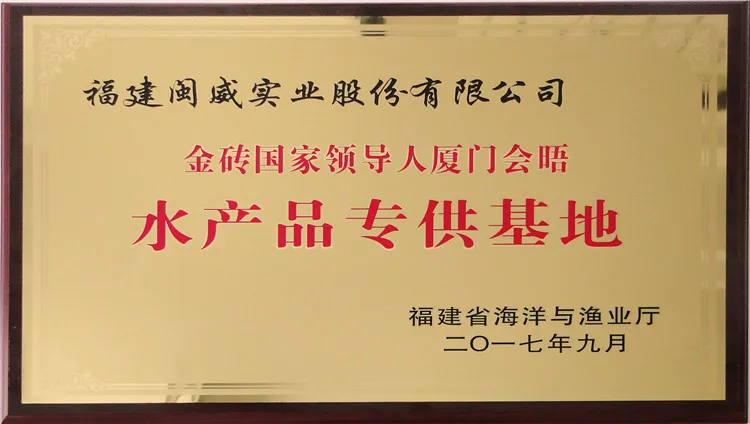 福建闽威实业股份有限公司
金砖国家领导人厦门会晤
水产品专供基地
福建省海洋与渔业厅
二〇一七年九月